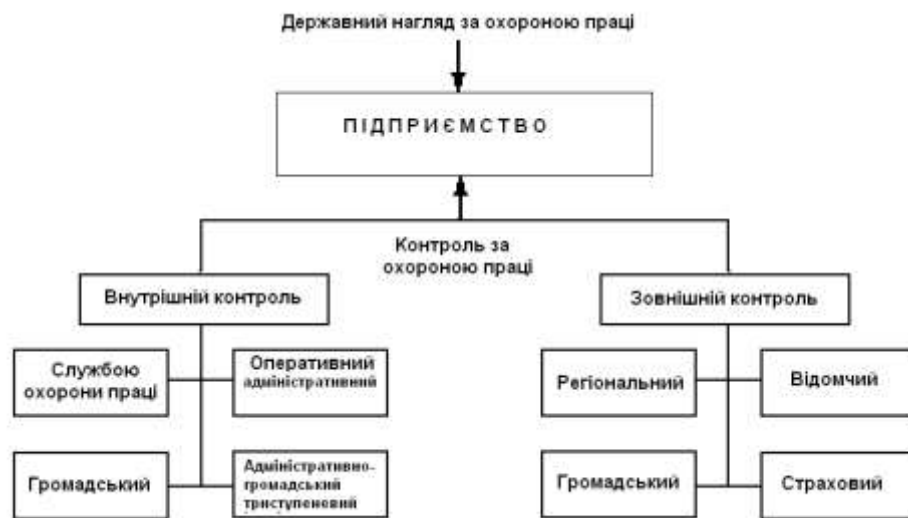 Державний нагляд за охороною праці
ПІДПРИЄМСТВО
Контроль за
охороною праці
Внутрішній контроль
Зовнішній контроль
Службою
охорони праці
Оперативний
адміністративний
Регіональний
Відомчий
Громадський
Адміністративно-
громадський
триступеневий
Громадський
Страховий